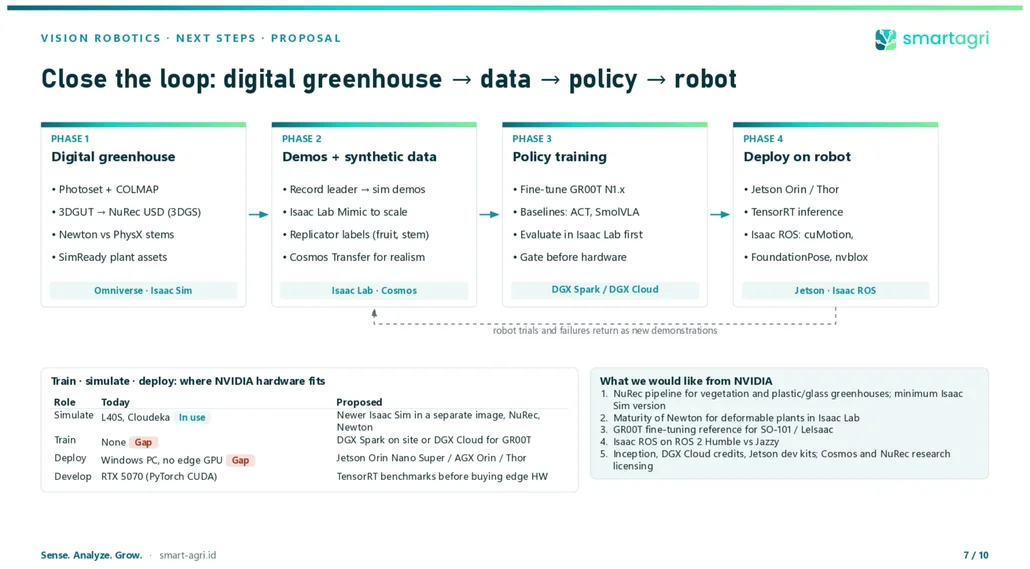 VISION ROBOTICS · NEXT STEPS · PROPOSAL
smartagri
Close the loop: digital greenhouse → data → policy → robot
PHASE 1
Digital greenhouse
• Photoset + COLMAP
• 3DGUT → NuRec USD (3DGS)
• Newton vs PhysX stems
• SimReady plant assets
Omniverse · Isaac Sim
PHASE 2
Demos + synthetic data
• Record leader → sim demos
• Isaac Lab Mimic to scale
• Replicator labels (fruit, stem)
• Cosmos Transfer for realism
Isaac Lab · Cosmos
PHASE 3
Policy training
• Fine-tune GR00T N1.x
• Baselines: ACT, SmolVLA
• Evaluate in Isaac Lab first
• Gate before hardware
DGX Spark / DGX Cloud
PHASE 4
Deploy on robot
• Jetson Orin / Thor
• TensorRT inference
• Isaac ROS: cuMotion,
• FoundationPose, nvblox
Jetson · Isaac ROS
robot trials and failures return as new demonstrations
Train · simulate · deploy: where NVIDIA hardware fits
Role Today Proposed
Simulate L40S, Cloudeka In use Newer Isaac Sim in a separate image, NuRec,
Newton
Train None Gap DGX Spark on site or DGX Cloud for GR00T
Deploy Windows PC, no edge GPU Gap Jetson Orin Nano Super / AGX Orin / Thor
Develop RTX 5070 (PyTorch CUDA) TensorRT benchmarks before buying edge HW
What we would like from NVIDIA
1. NuRec pipeline for vegetation and plastic/glass greenhouses; minimum Isaac
Sim version
2. Maturity of Newton for deformable plants in Isaac Lab
3. GR00T fine-tuning reference for SO-101 / LeIsaac
4. Isaac ROS on ROS 2 Humble vs Jazzy
5. Inception, DGX Cloud credits, Jetson dev kits; Cosmos and NuRec research
licensing
Sense. Analyze. Grow. · smart-agri.id
7 / 10